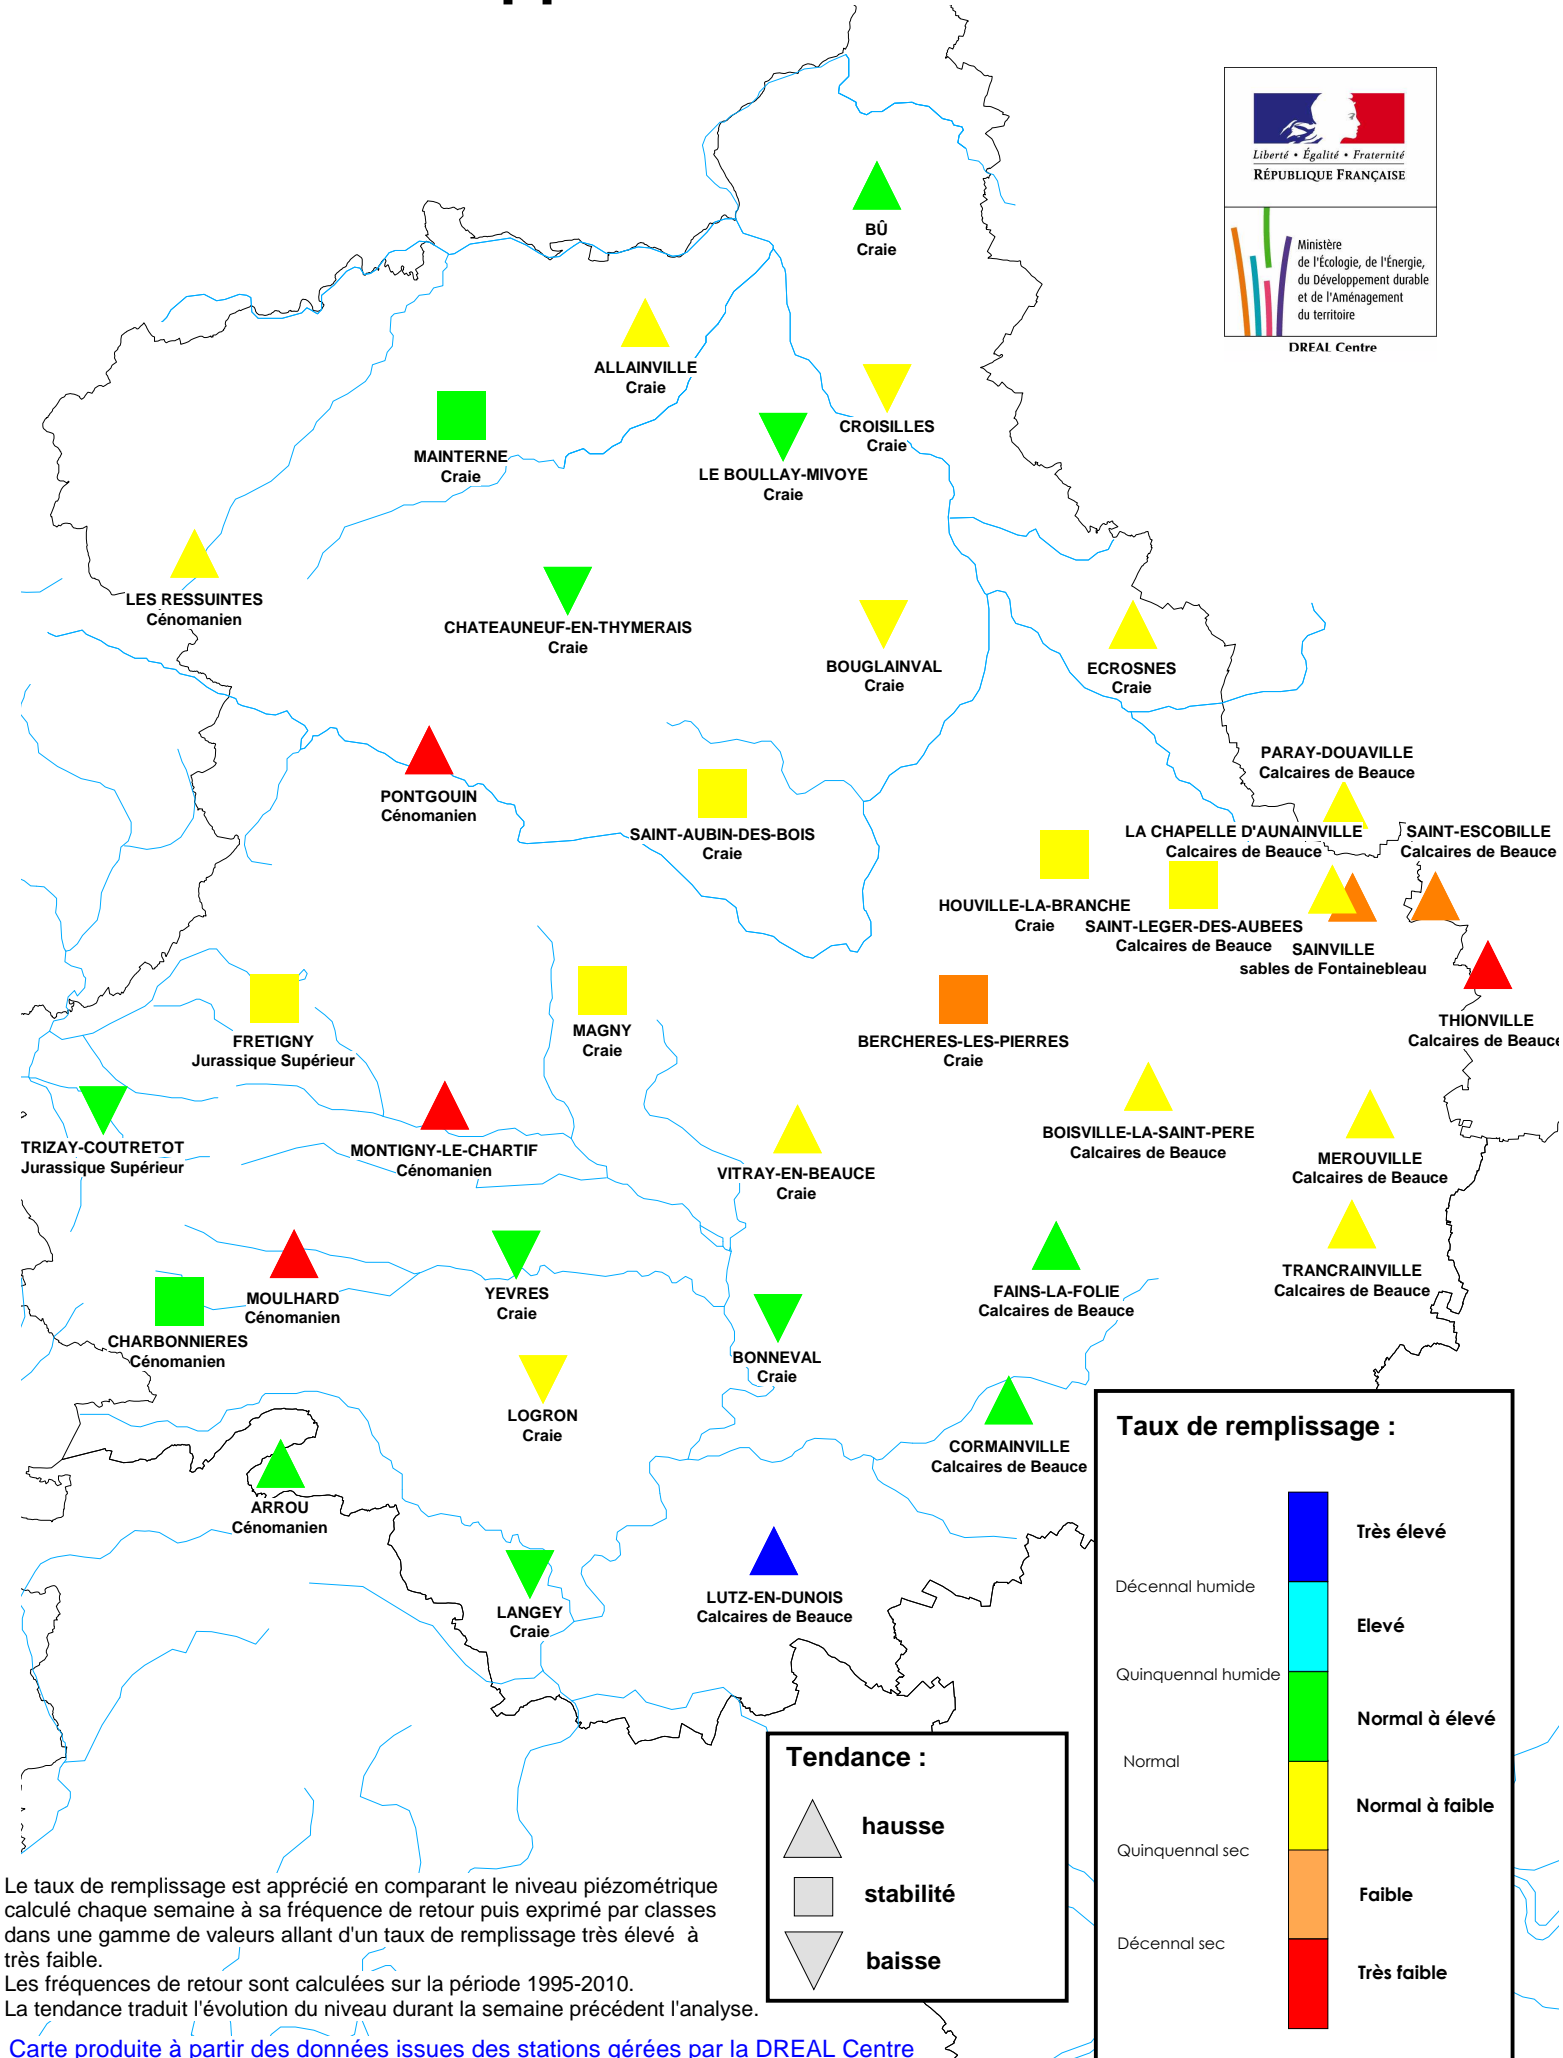 Liberté • Égalité • Fraternité
RÉPUBLIQUE FRANÇAISE
Ministère
de l'Écologie, de l'Énergie,
du Développement durable
et de l'Aménagement
du territoire
DREAL Centre
BÛ
Craie
ALLAINVILLE
Craie
CROISILLES
Craie
MAINTERNE
Craie
LE BOULLAY-MIVOYE
Craie
LES RESSUINTES
Cénomanien
CHATEAUNEUF-EN-THYMERAIS
Craie
BOUGLAINVAL
Craie
ECROSNES
Craie
PARAY-DOUAVILLE
Calcaires de Beauce
PONTGOUIN
Cénomanien
SAINT-AUBIN-DES-BOIS
Craie
LA CHAPELLE D'AUNAINVILLE
Calcaires de Beauce
SAINT-ESCOBILLE
Calcaires de Beauce
HOUVILLE-LA-BRANCHE
Craie
SAINT-LEGER-DES-AUBEES
Calcaires de Beauce
SAINVILLE
sables de Fontainebleau
THIONVILLE
Calcaires de Beauce
FRETIGNY
Jurassique Supérieur
MAGNY
Craie
BERCHERES-LES-PIERRES
Craie
TRIZAY-COUTRETOT
Jurassique Supérieur
MONTIGNY-LE-CHARTIF
Cénomanien
VITRAY-EN-BEAUCE
Craie
BOISVILLE-LA-SAINT-PERE
Calcaires de Beauce
MEROUVILLE
Calcaires de Beauce
TRANCRAINVILLE
Calcaires de Beauce
MOULHARD
Cénomanien
YEVRES
Craie
FAINS-LA-FOLIE
Calcaires de Beauce
CHARBONNIERES
Cénomanien
BONNEVAL
Craie
LOGRON
Craie
CORMAINVILLE
Calcaires de Beauce
ARROU
Cénomanien
LANGEY
Craie
LUTZ-EN-DUNOIS
Calcaires de Beauce
Taux de remplissage :
Très élevé
Décennal humide
Elevé
Quinquennal humide
Normal à élevé
Normal
Normal à faible
Quinquennal sec
Faible
Décennal sec
Très faible
Tendance :
hausse
stabilité
baisse
Le taux de remplissage est apprécié en comparant le niveau piézométrique
calculé chaque semaine à sa fréquence de retour puis exprimé par classes
dans une gamme de valeurs allant d'un taux de remplissage très élevé à
très faible.
Les fréquences de retour sont calculées sur la période 1995-2010.
La tendance traduit l'évolution du niveau durant la semaine précédent l'analyse.
Carte produite à partir des données issues des stations gérées par la DREAL Centre